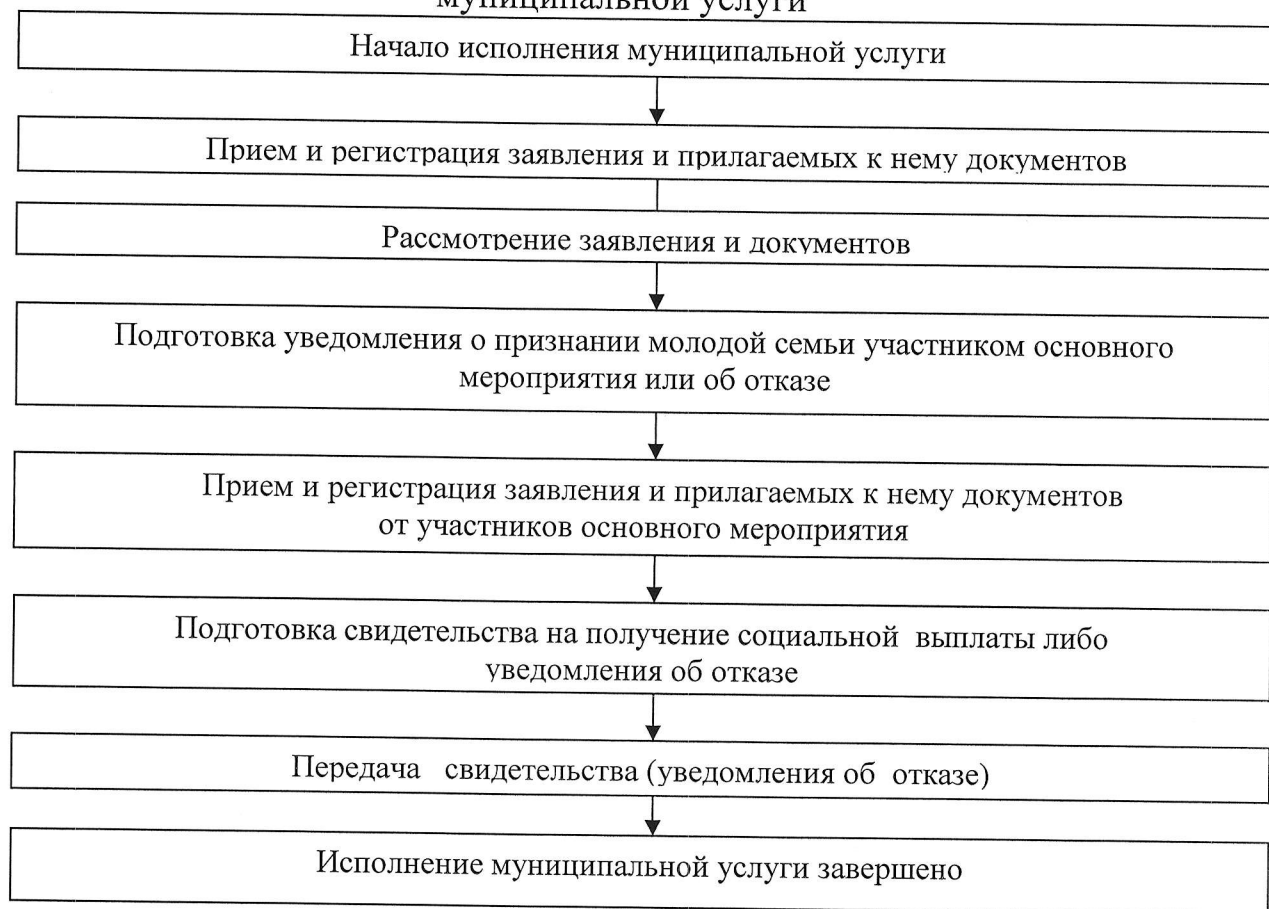 муниципальной услуги
Начало исполнения муниципальной услуги
Прием и регистрация заявления и прилагаемых к нему документов
Рассмотрение заявления и документов
Подготовка уведомления о признании молодой семьи участником основного
мероприятия или об отказе
Прием и регистрация заявления и прилагаемых к нему документов
от участников основного мероприятия
Подготовка свидетельства на получение социальной выплаты либо
уведомления об отказе
Передача свидетельства (уведомления об отказе)
Исполнение муниципальной услуги завершено